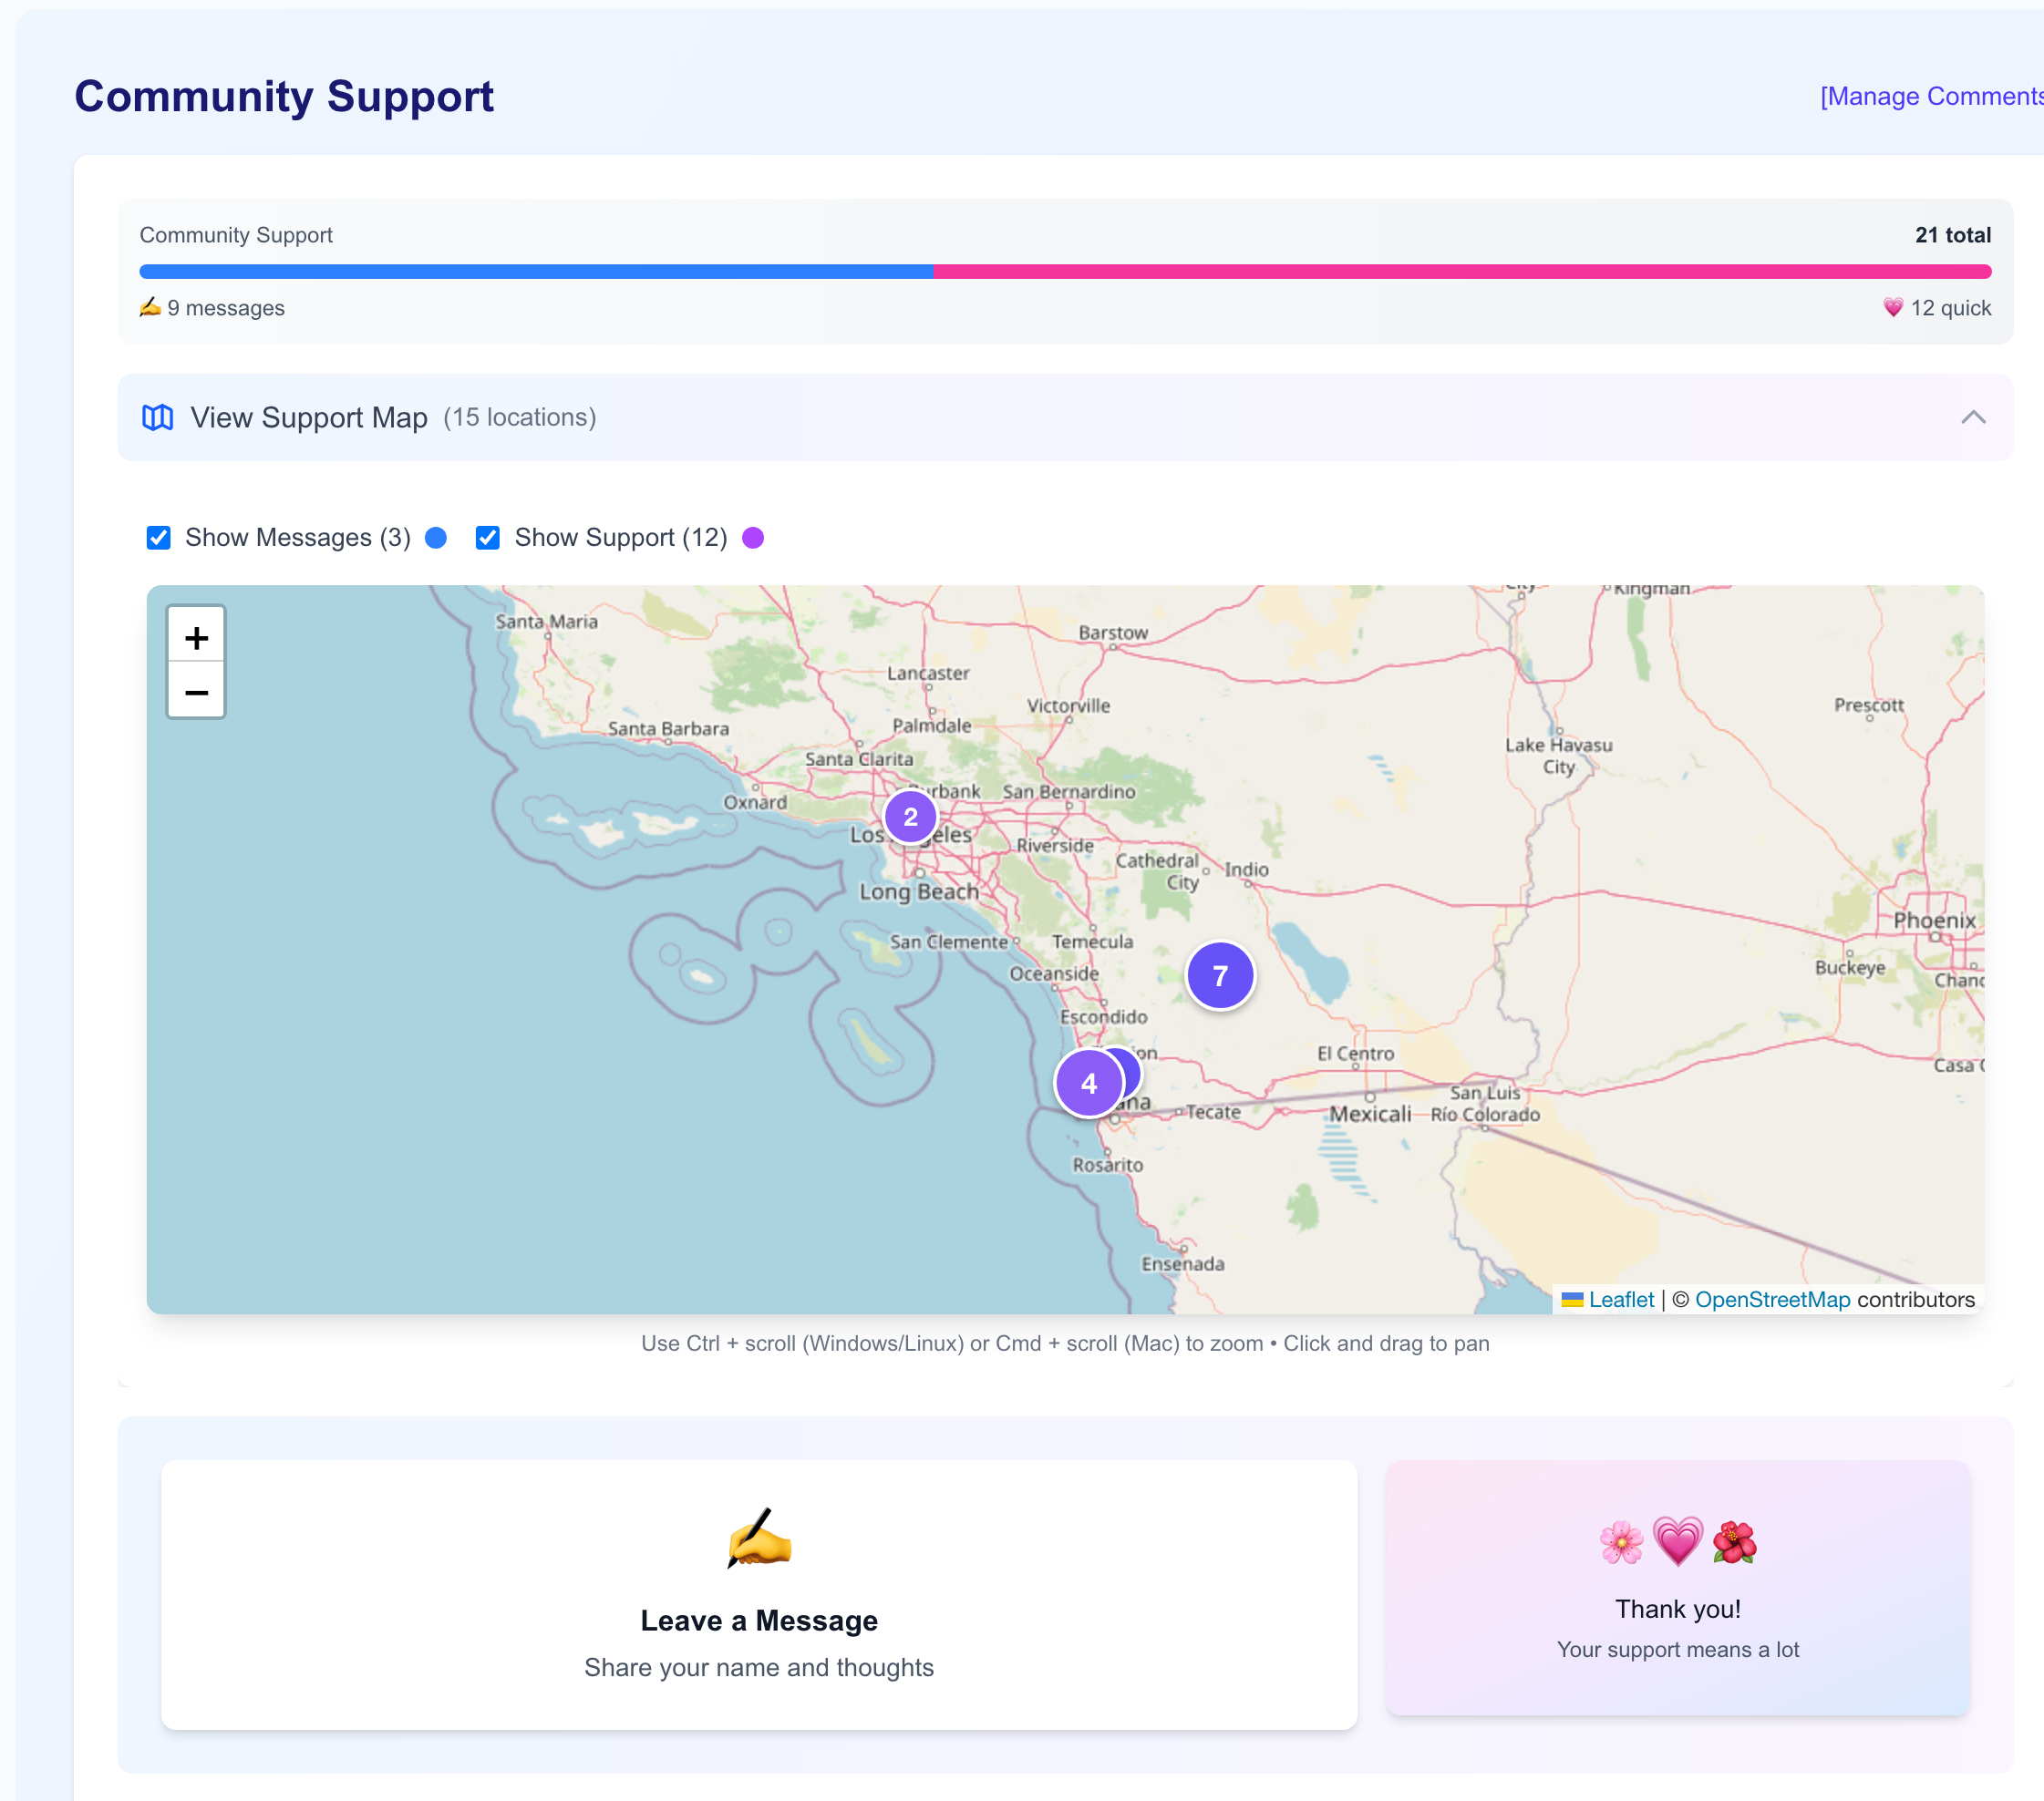 Community Support
[Manage Comments
Community Support
21 total
9 messages
12 quick
View Support Map (15 locations)
Show Messages (3)
Show Support (12)
+
−
City
Kingman
Santa Maria
Barstow
Lancaster
Victorville
Prescott
Palmdale
Santa Barbara
Lake Havasu
City
Santa Clarita
Burbank
San Bernardino
Oxnard
2
Los Angeles
Riverside
Cathedral
City
Indio
Long Beach
Phoenix
San Clemente
Temecula
Buckeye
Chand
Oceanside
7
Escondido
El Centro
Casa G
4
San Luis
Río Colorado
Tecate
Mexicali
Rosarito
Ensenada
Leaflet | © OpenStreetMap contributors
Use Ctrl + scroll (Windows/Linux) or Cmd + scroll (Mac) to zoom • Click and drag to pan
Leave a Message
Share your name and thoughts
Thank you!
Your support means a lot